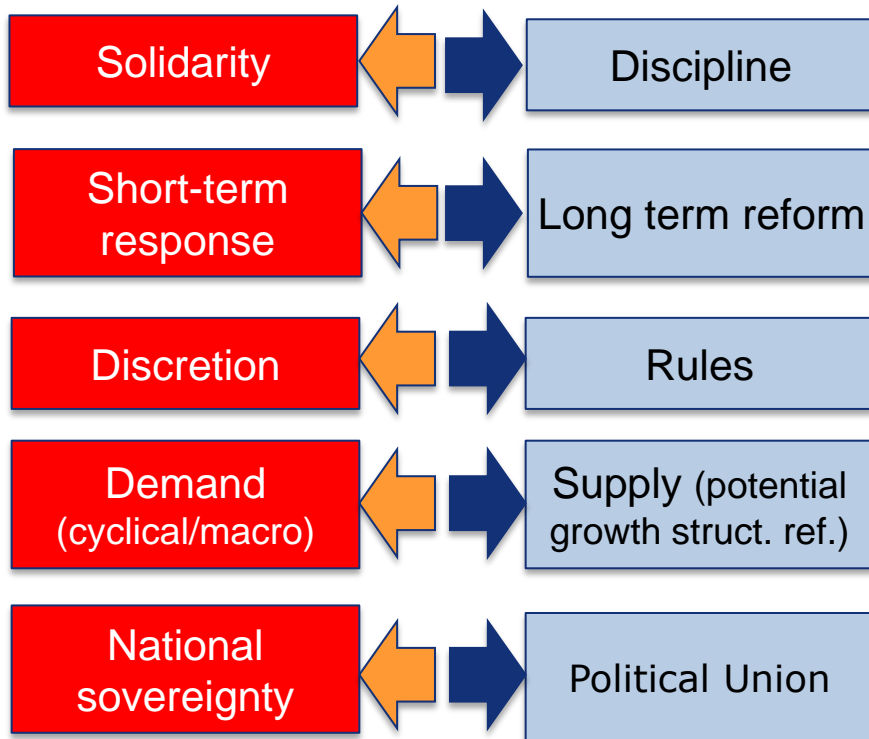 Solidarity
Discipline
Short-term
response
Long term reform
Discretion
Rules
Demand
(cyclical/macro)
Supply (potential
growth struct. ref.)
National
sovereignty
Political Union